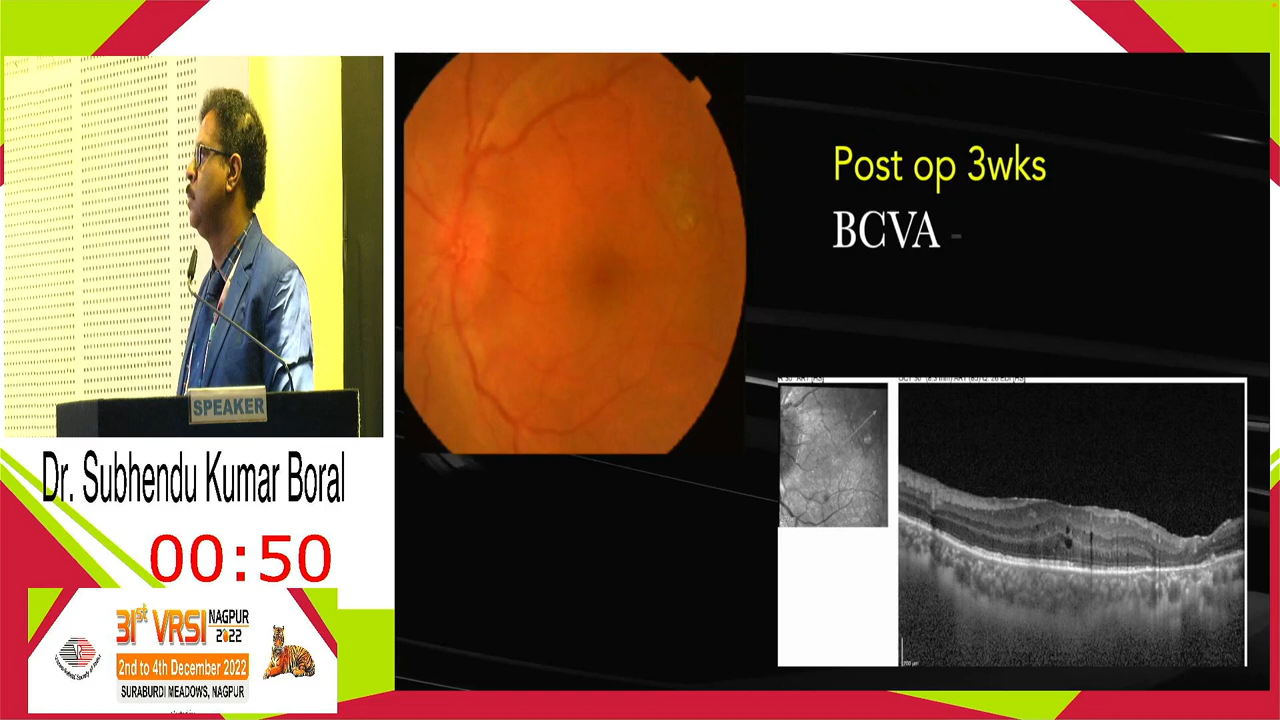 Post op 3wks
BCVA -
SPEAKER
Dr. Subhendu Kumar Boral
00:50
31st VRSI NAGPUR 2022
2nd to 4th December 2022
SURABURDI MEADOWS, NAGPUR